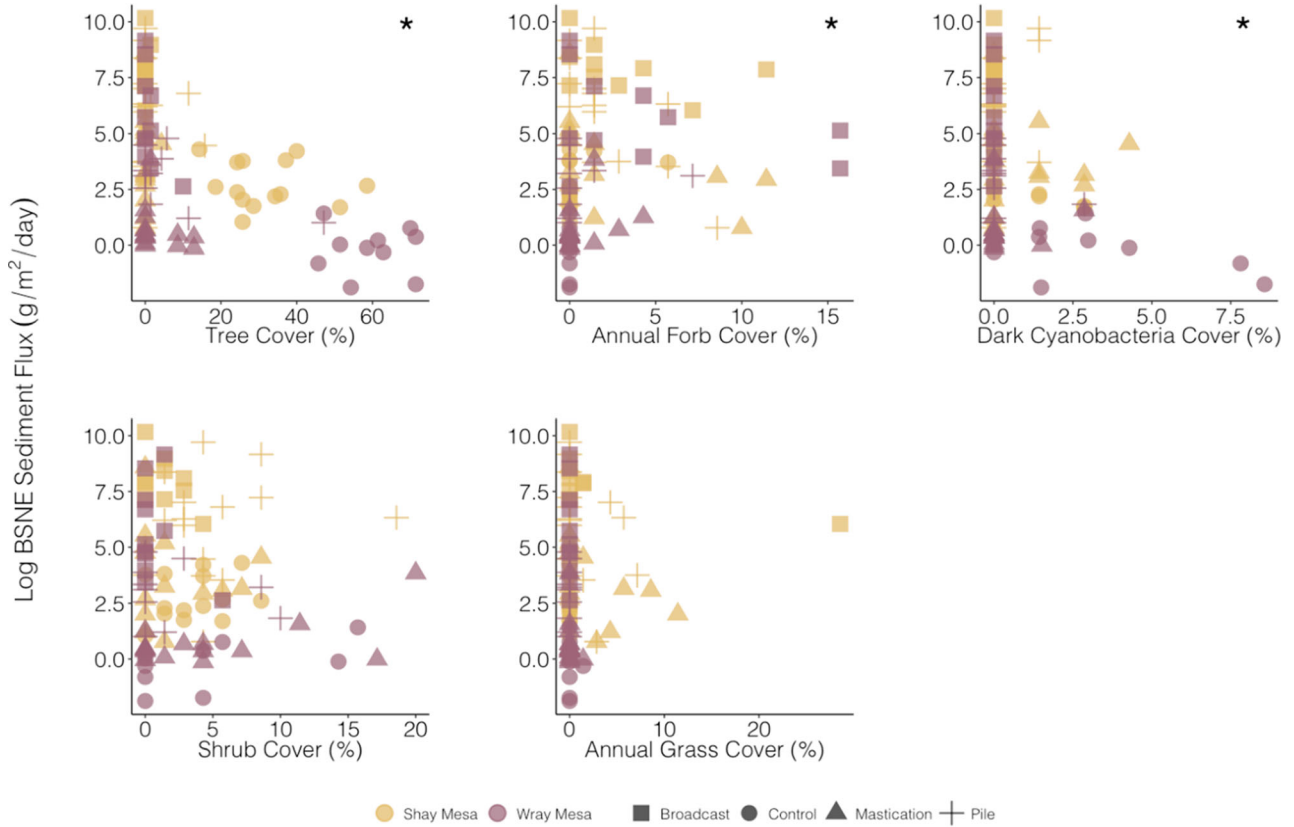 Log BSNE Sediment Flux (g/m²/day)
10.0
7.5
5.0
2.5
0.0
*
0 20 40 60
Tree Cover (%)
10.0
7.5
5.0
2.5
0.0
*
0 5 10 15
Annual Forb Cover (%)
10.0
7.5
5.0
2.5
0.0
*
0.0 2.5 5.0 7.5
Dark Cyanobacteria Cover (%)
10.0
7.5
5.0
2.5
0.0
0 5 10 15 20
Shrub Cover (%)
10.0
7.5
5.0
2.5
0.0
0 10 20
Annual Grass Cover (%)
Shay Mesa Wray Mesa Broadcast Control Mastication Pile